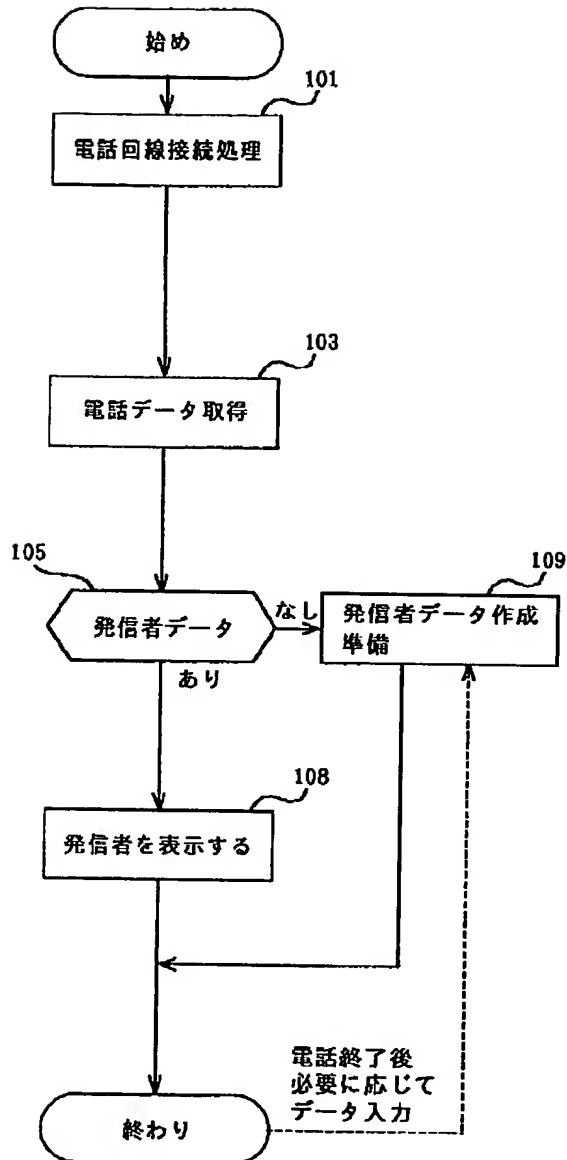 始め
101
電話回線接続処理
103
電話データ取得
105
発信者データ
なし
109
発信者データ作成
準備
あり
108
発信者を表示する
電話終了後
必要に応じて
データ入力
終わり